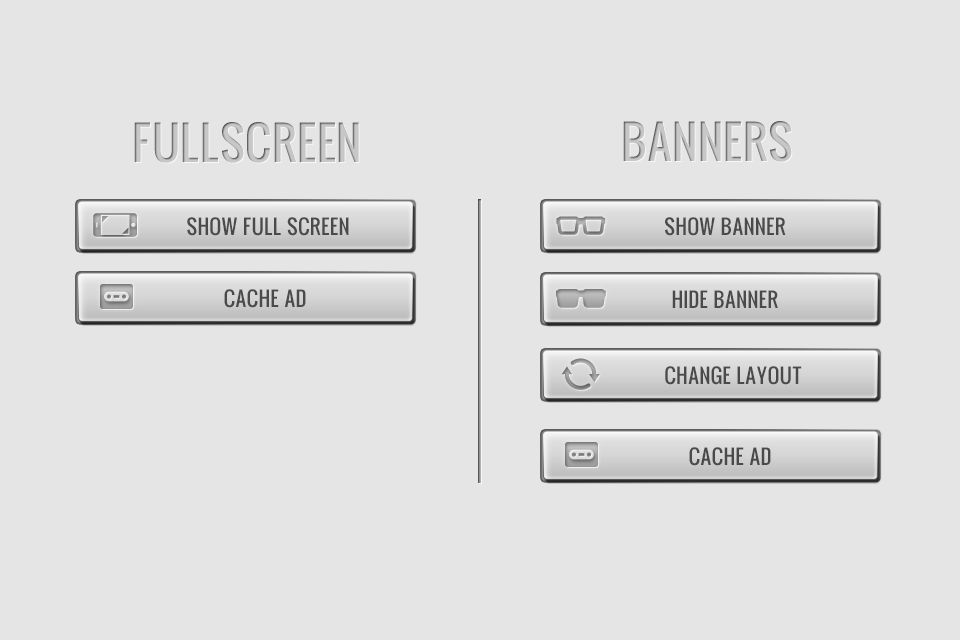 FULLSCREEN
SHOW FULL SCREEN
CACHE AD
BANNERS
SHOW BANNER
HIDE BANNER
CHANGE LAYOUT
CACHE AD